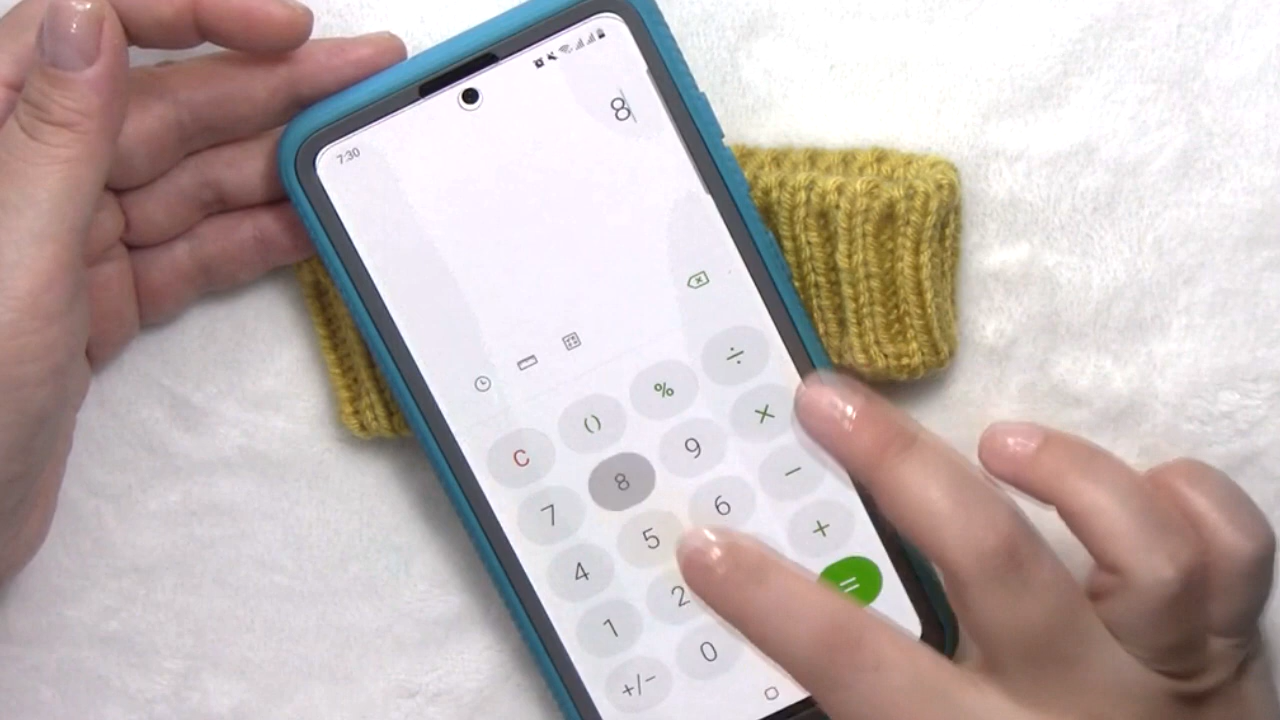 7:30
8
C () % ÷
7 8 9 ×
4 5 6 −
1 2 +
+/− 0 =